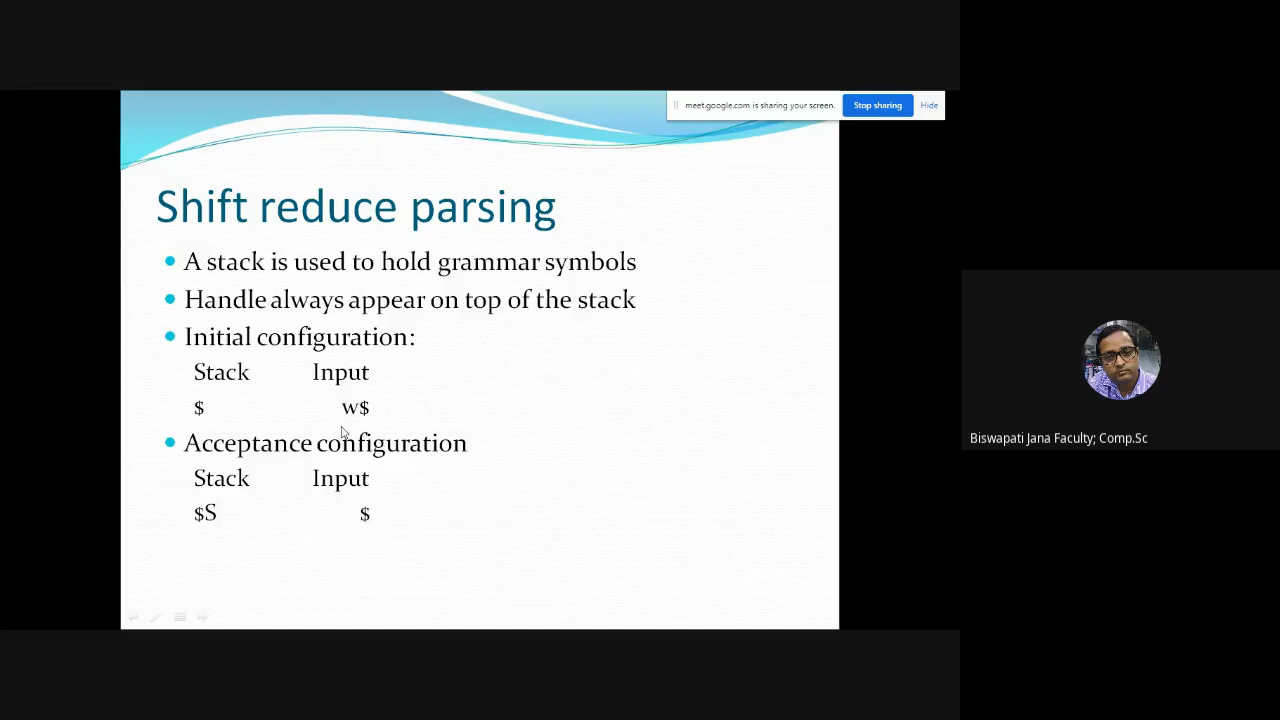 meet.google.com is sharing your screen.
Stop sharing
Hide
Shift reduce parsing
A stack is used to hold grammar symbols
Handle always appear on top of the stack
Initial configuration:
Stack Input
$ w$
Acceptance configuration
Stack Input
$S $
Biswapati Jana Faculty; Comp.Sc